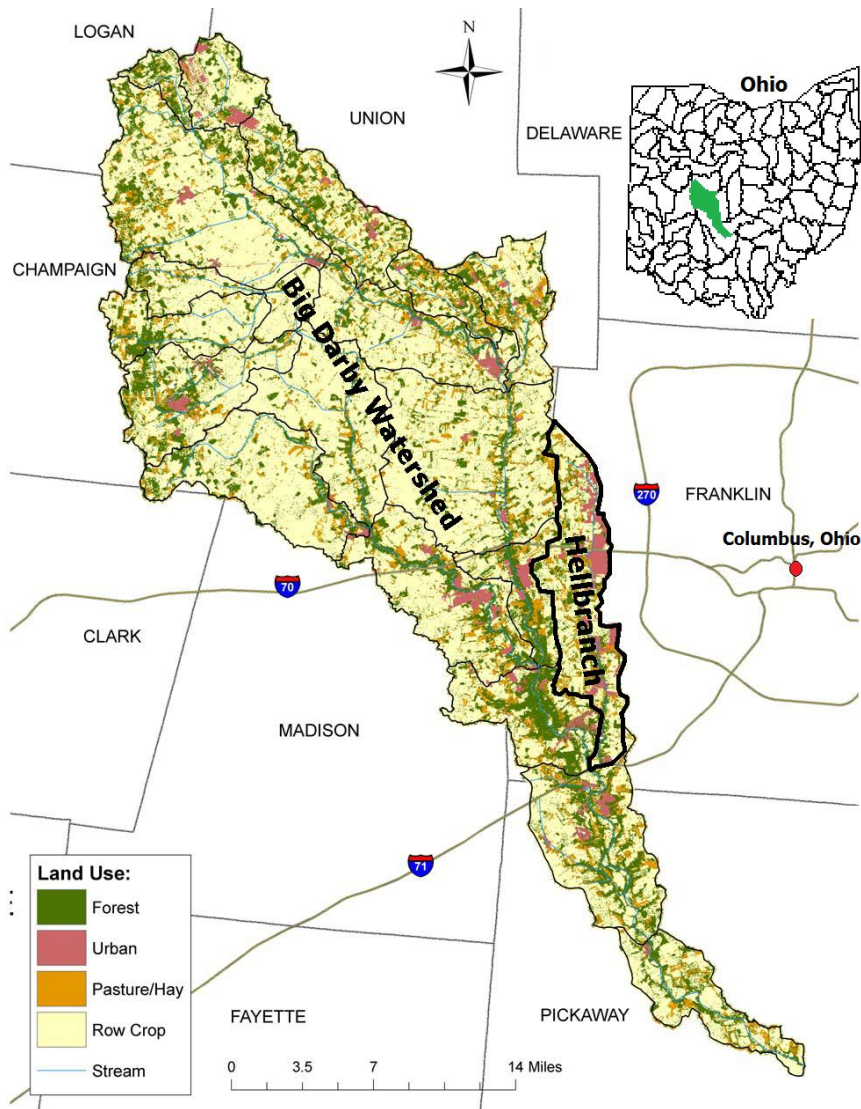 LOGAN
N
UNION
Ohio
DELAWARE
CHAMPAIGN
Big Darby Watershed
270
FRANKLIN
Columbus, Ohio
Hellbranch
70
CLARK
MADISON
71
Land Use:
Forest
Urban
Pasture/Hay
Row Crop
Stream
FAYETTE
PICKAWAY
0 3.5 7 14 Miles